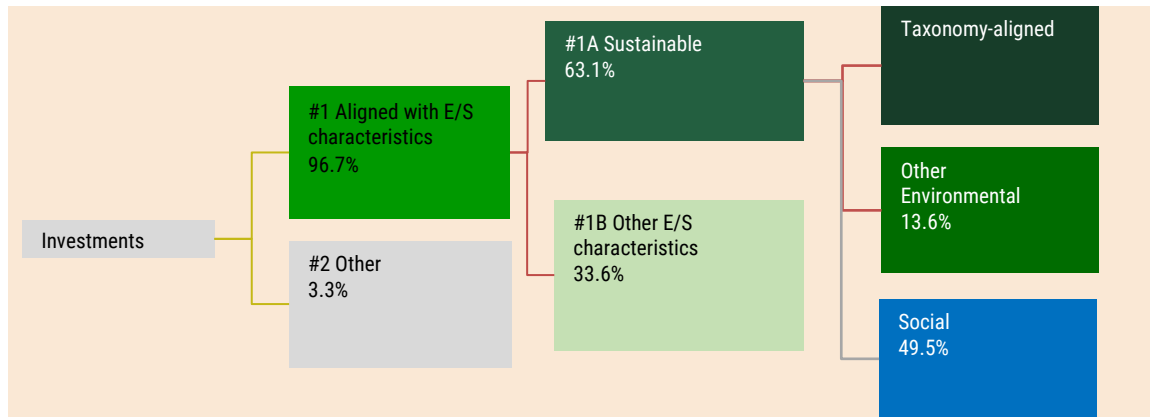 Investments
#1 Aligned with E/S
characteristics
96.7%
#2 Other
3.3%
#1A Sustainable
63.1%
#1B Other E/S
characteristics
33.6%
Taxonomy-aligned
Other
Environmental
13.6%
Social
49.5%